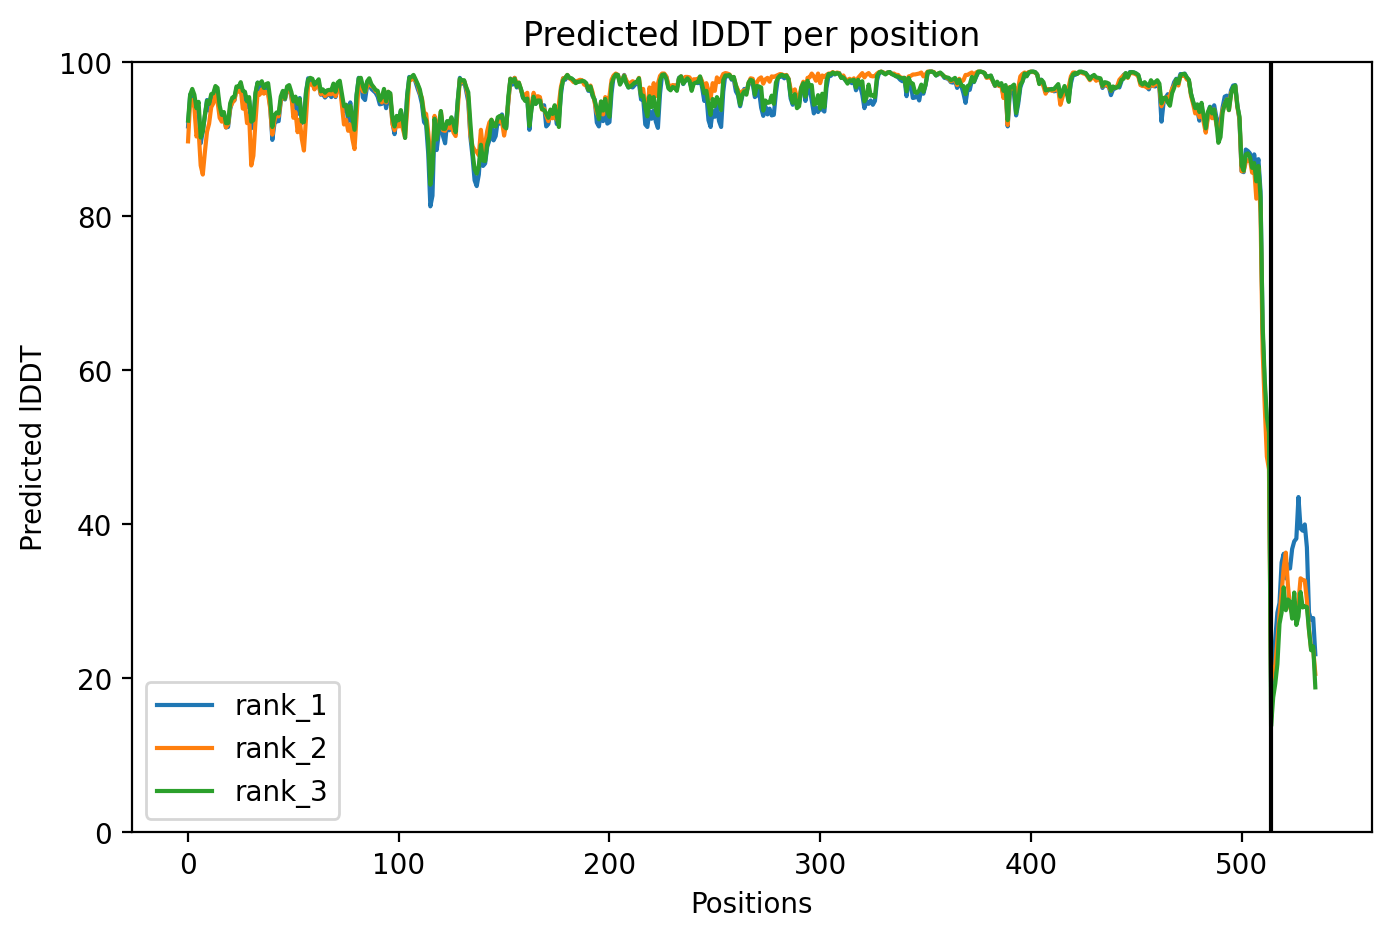 Predicted lDDT per position
Predicted lDDT
100
80
60
40
20
0
rank_1
rank_2
rank_3
0 100 200 300 400 500
Positions